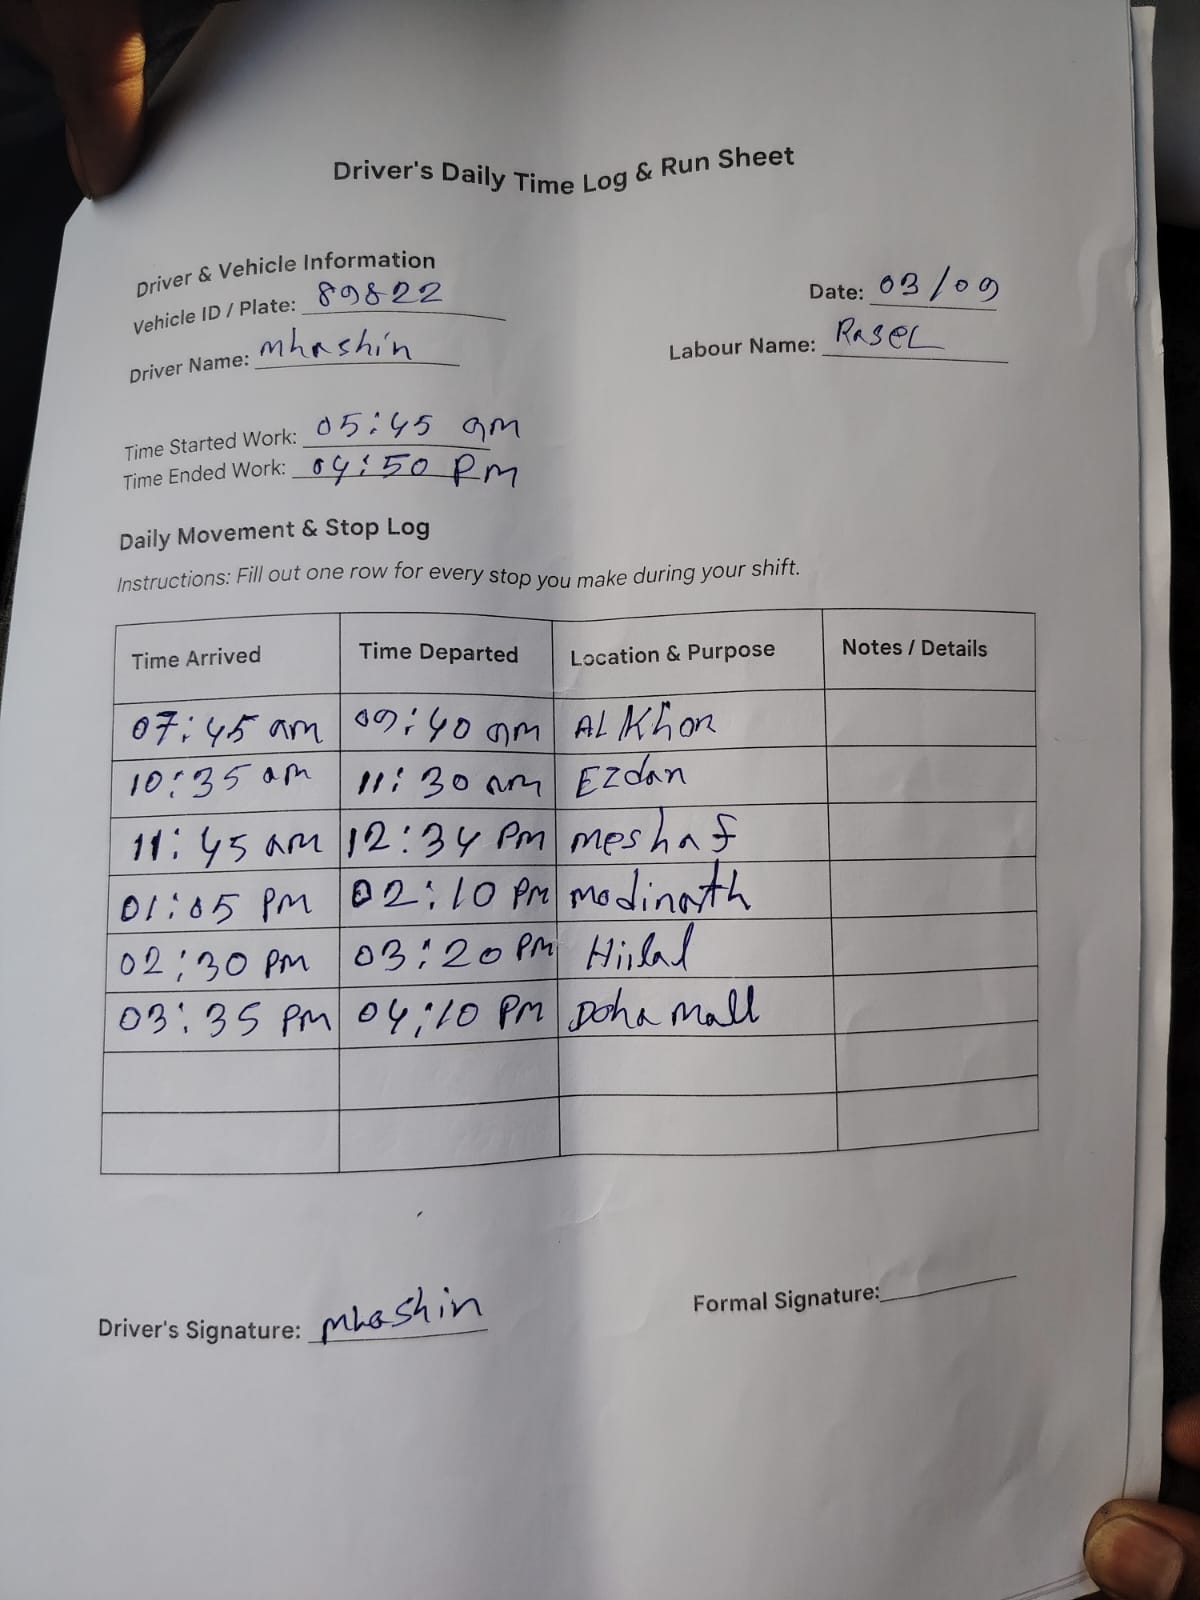 Driver's Daily Time Log & Run Sheet
Driver & Vehicle Information
Vehicle ID / Plate: 89822
Date: 03/09
Driver Name: mhashin
Labour Name: RaseL
Time Started Work: 05:45 am
Time Ended Work: 04:50 Pm
Daily Movement & Stop Log
Instructions: Fill out one row for every stop you make during your shift.
Time Arrived Time Departed Location & Purpose Notes / Details
07:45 am 09:40 am AL Khor
10:35 am 11:30 am Ezdan
11:45 am 12:34 Pm meshaf
01:05 Pm 02:10 Pm modinath
02:30 Pm 03:20 Pm Hiilal
03:35 Pm 04:10 Pm Doha mall
Driver's Signature: mhashin
Formal Signature: